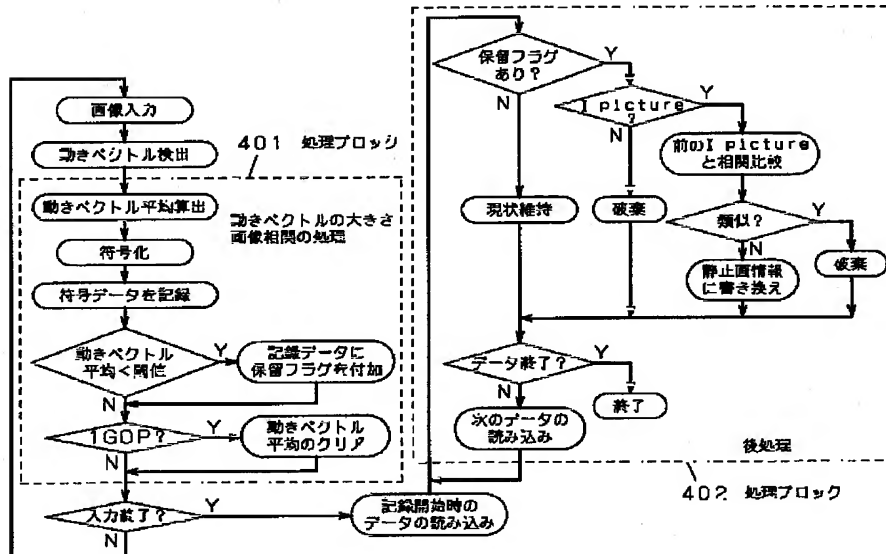 画像入力
動きベクトル検出
401 処理ブロック
動きベクトル平均算出
動きベクトルの大きさ
画像相関の処理
符号化
符号データを記録
動きベクトル
平均<閾値
Y
記録データに
保留フラグを付加
N
1GOP?
Y
動きベクトル
平均のクリア
N
入力終了?
Y
記録開始時の
データの読み込み
N
保留フラグ
あり?
Y
N
I picture
?
Y
N
前のI picture
と相関比較
現状維持
破棄
類似?
Y
N
静止画情報
に書き換え
破棄
データ終了?
Y
N
終了
次のデータの
読み込み
後処理
402 処理ブロック